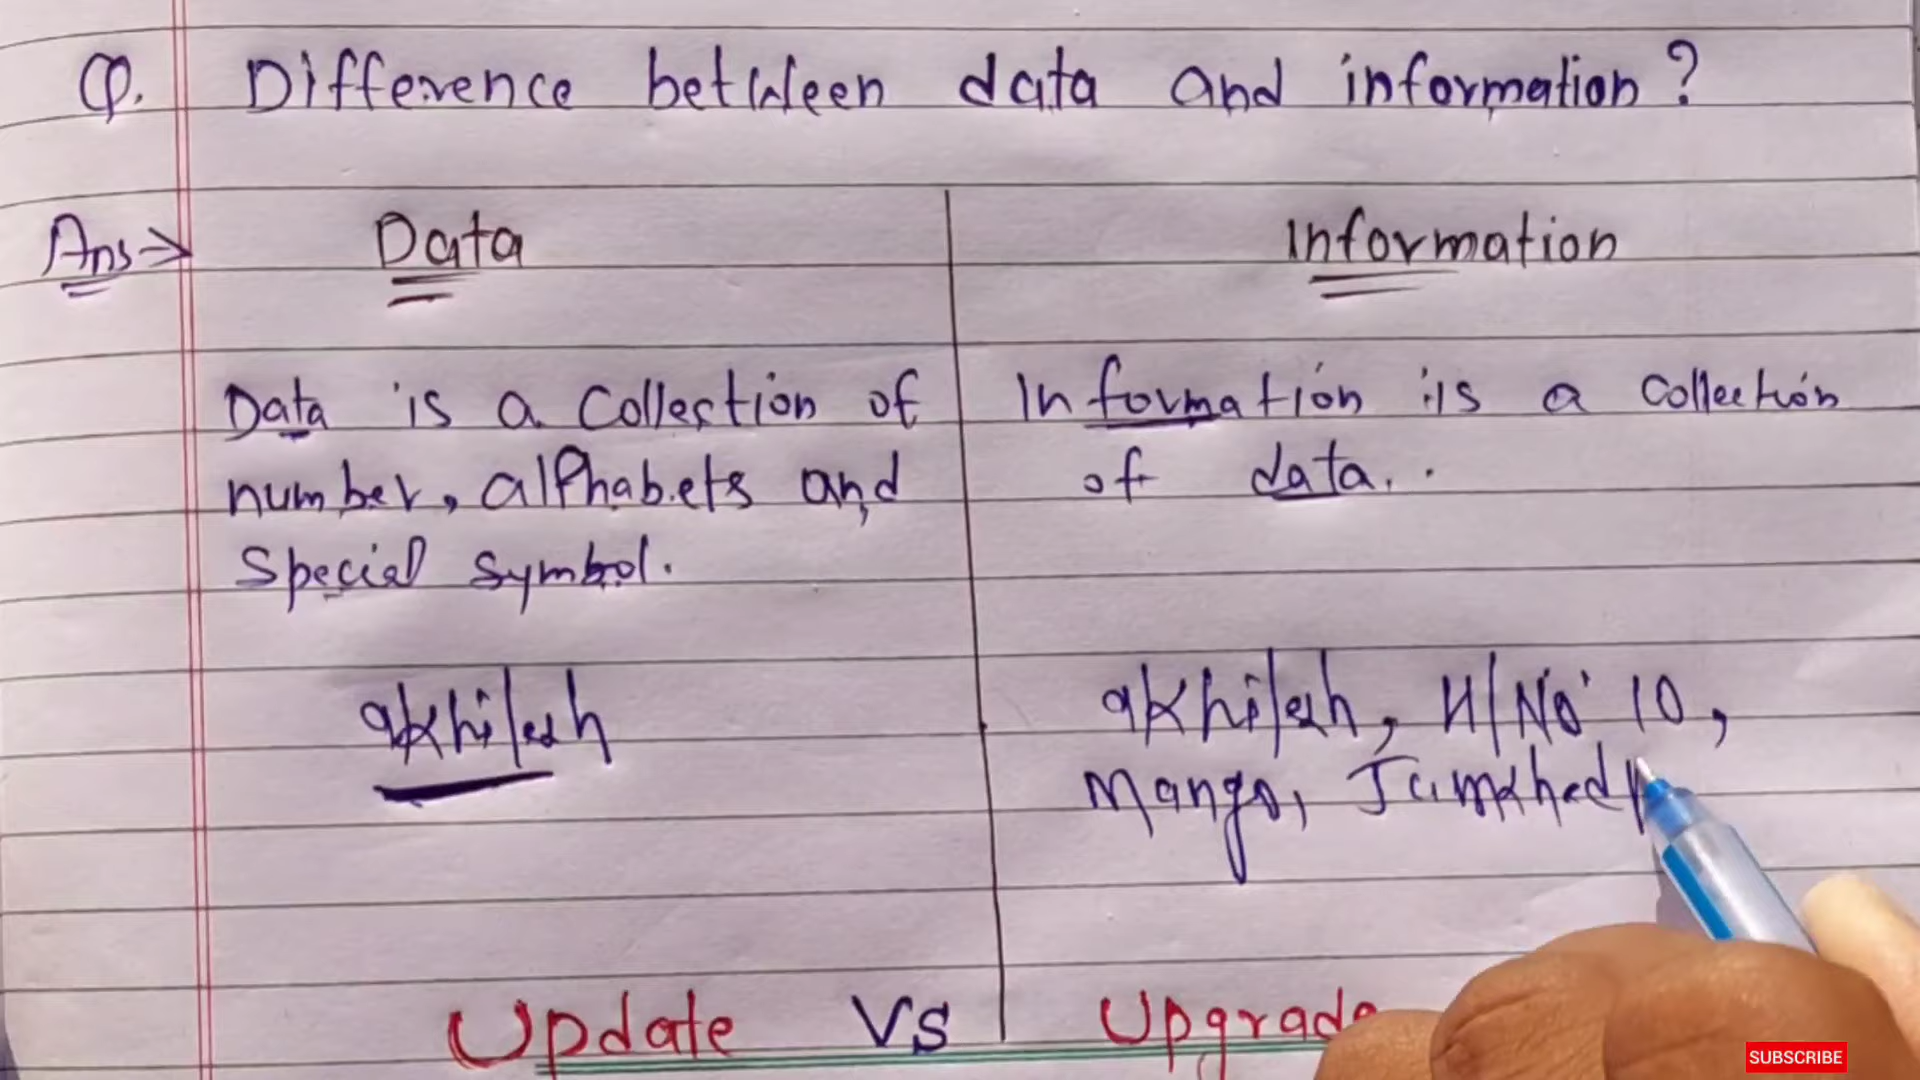 Q. Difference between data and information?
Ans→ Data
Information
Data is a Collection of
number, alphabets and
Special symbol.
Information is a collection
of data..
akhilesh
akhilesh, H/No 10,
Mango, Jamshedp
Update VS Upgrade
SUBSCRIBE